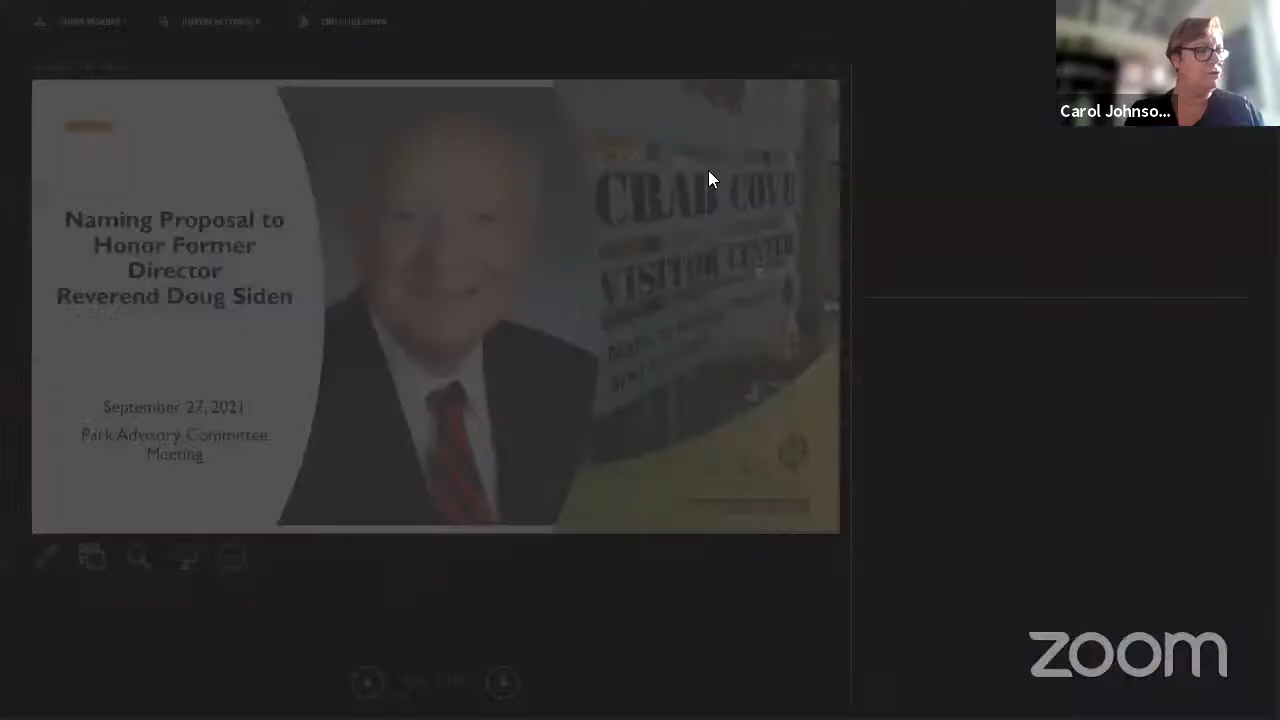 Carol Johnso...
CRAB COVE
VISITOR CENTER
Naming Proposal to
Honor Former
Director
Reverend Doug Siden
September 27, 2021
Park Advisory Committee
Meeting
zoom